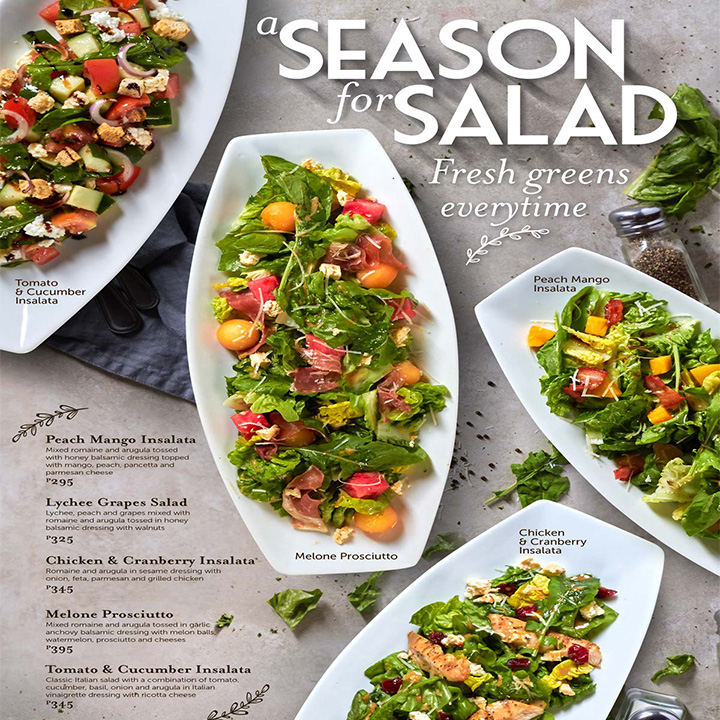 a SEASON
for SALAD
Fresh greens
everytime
Tomato
& Cucumber
Insalata
Peach Mango
Insalata
Melone Prosciutto
Chicken
& Cranberry
Insalata
Peach Mango Insalata
Mixed romaine and arugula tossed
with honey balsamic dressing topped
with mango, peach, pancetta and
parmesan cheese
₱295
Lychee Grapes Salad
Lychee, peach and grapes mixed with
romaine and arugula tossed in honey
balsamic dressing with walnuts
₱325
Chicken & Cranberry Insalata
Romaine and arugula in sesame dressing with
onion, feta, parmesan and grilled chicken
₱345
Melone Prosciutto
Mixed romaine and arugula tossed in garlic
anchovy balsamic dressing with melon balls,
watermelon, prosciutto and cheeses
₱395
Tomato & Cucumber Insalata
Classic Italian salad with a combination of tomato,
cucumber, basil, onion and arugula in Italian
vinaigrette dressing with ricotta cheese
₱345